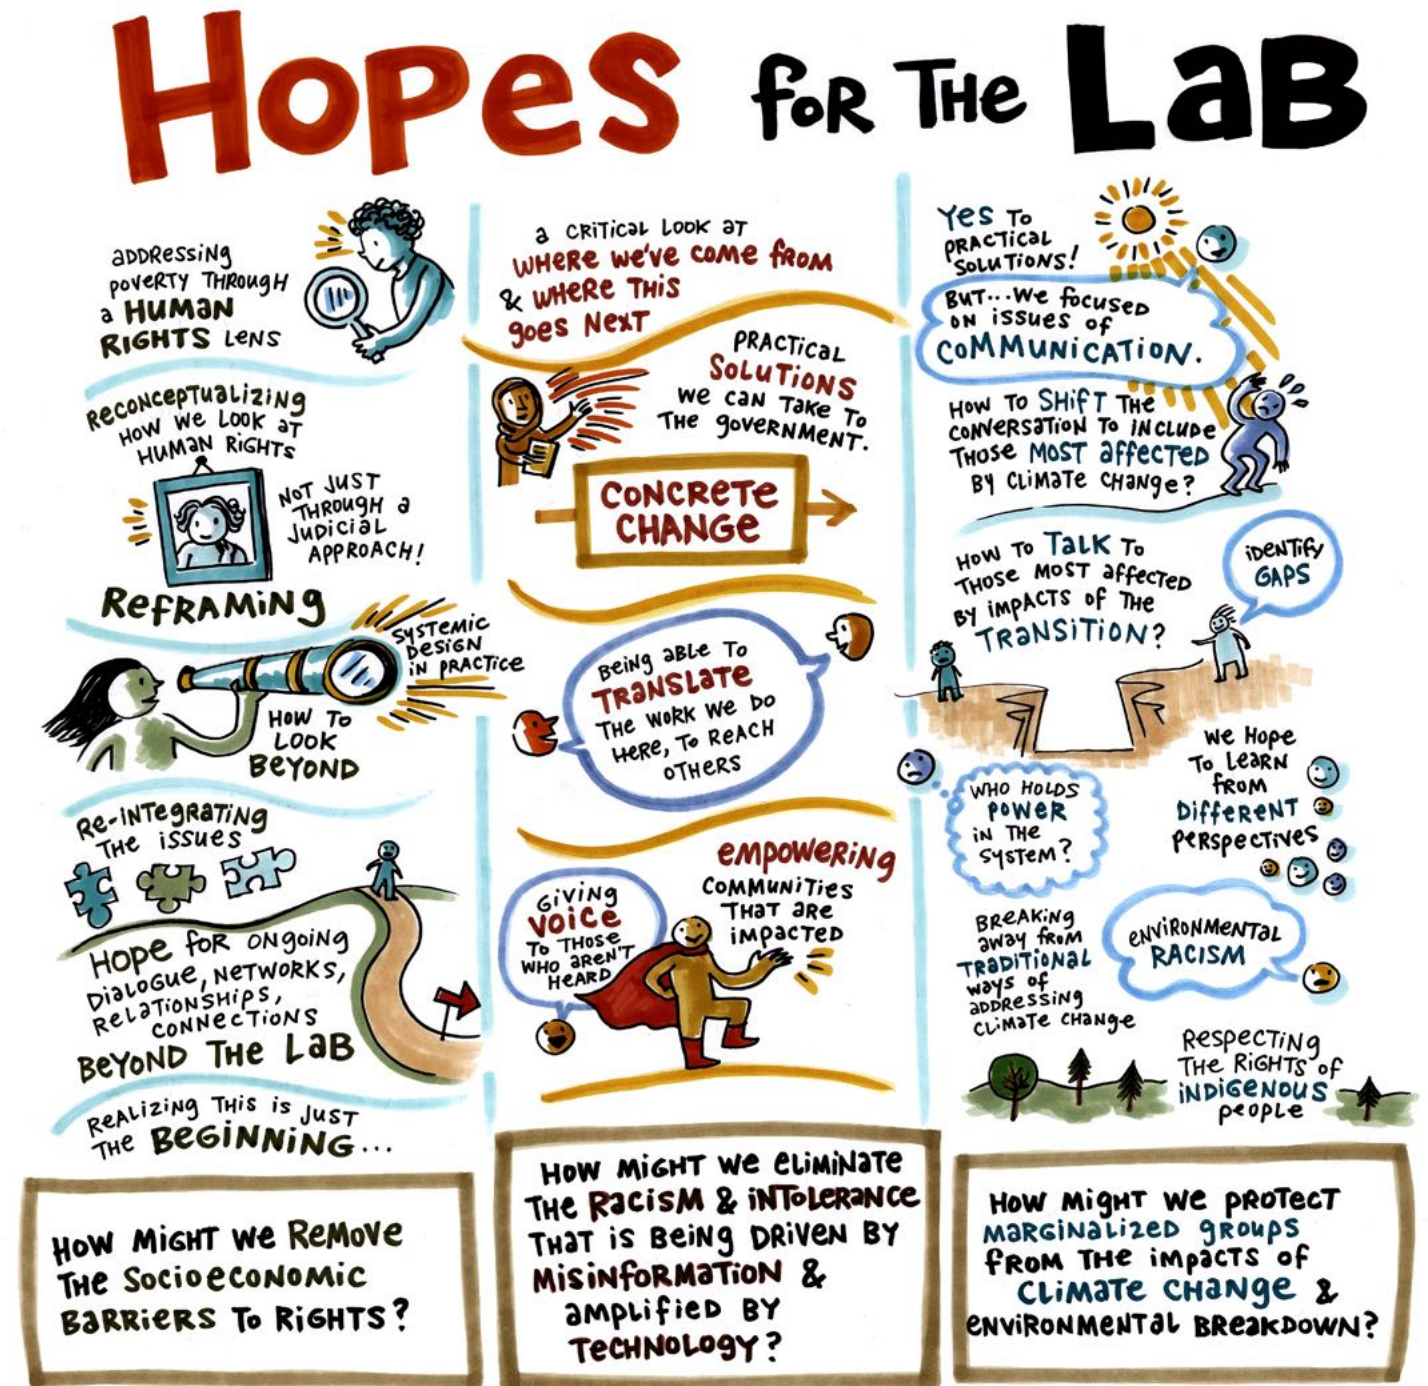 HOPES FOR THE LAB
ADDRESSING
POVERTY THROUGH
A HUMAN
RIGHTS LENS
RECONCEPTUALIZING
HOW WE LOOK AT
HUMAN RIGHTS
NOT JUST
THROUGH A
JUDICIAL
APPROACH!
REFRAMING
SYSTEMIC
DESIGN
IN PRACTICE
HOW TO
LOOK
BEYOND
RE-INTEGRATING
THE ISSUES
HOPE FOR ONGOING
DIALOGUE, NETWORKS,
RELATIONSHIPS,
CONNECTIONS
BEYOND THE LAB
REALIZING THIS IS JUST
THE BEGINNING...
HOW MIGHT WE REMOVE
THE SOCIOECONOMIC
BARRIERS TO RIGHTS?
A CRITICAL LOOK AT
WHERE WE'VE COME FROM
& WHERE THIS
GOES NEXT
PRACTICAL
SOLUTIONS
WE CAN TAKE TO
THE GOVERNMENT.
CONCRETE
CHANGE
BEING ABLE TO
TRANSLATE
THE WORK WE DO
HERE, TO REACH
OTHERS
EMPOWERING
COMMUNITIES
THAT ARE
IMPACTED
GIVING
VOICE
TO THOSE
WHO AREN'T
HEARD
HOW MIGHT WE ELIMINATE
THE RACISM & INTOLERANCE
THAT IS BEING DRIVEN BY
MISINFORMATION &
AMPLIFIED BY
TECHNOLOGY?
YES TO
PRACTICAL
SOLUTIONS!
BUT...WE FOCUSED
ON ISSUES OF
COMMUNICATION.
HOW TO SHIFT THE
CONVERSATION TO INCLUDE
THOSE MOST AFFECTED
BY CLIMATE CHANGE?
HOW TO TALK TO
THOSE MOST AFFECTED
BY IMPACTS OF THE
TRANSITION?
IDENTIFY
GAPS
WE HOPE
TO LEARN
FROM
DIFFERENT
PERSPECTIVES
WHO HOLDS
POWER
IN THE
SYSTEM?
BREAKING
AWAY FROM
TRADITIONAL
WAYS OF
ADDRESSING
CLIMATE CHANGE
ENVIRONMENTAL
RACISM
RESPECTING
THE RIGHTS OF
INDIGENOUS
PEOPLE
HOW MIGHT WE PROTECT
MARGINALIZED GROUPS
FROM THE IMPACTS OF
CLIMATE CHANGE &
ENVIRONMENTAL BREAKDOWN?